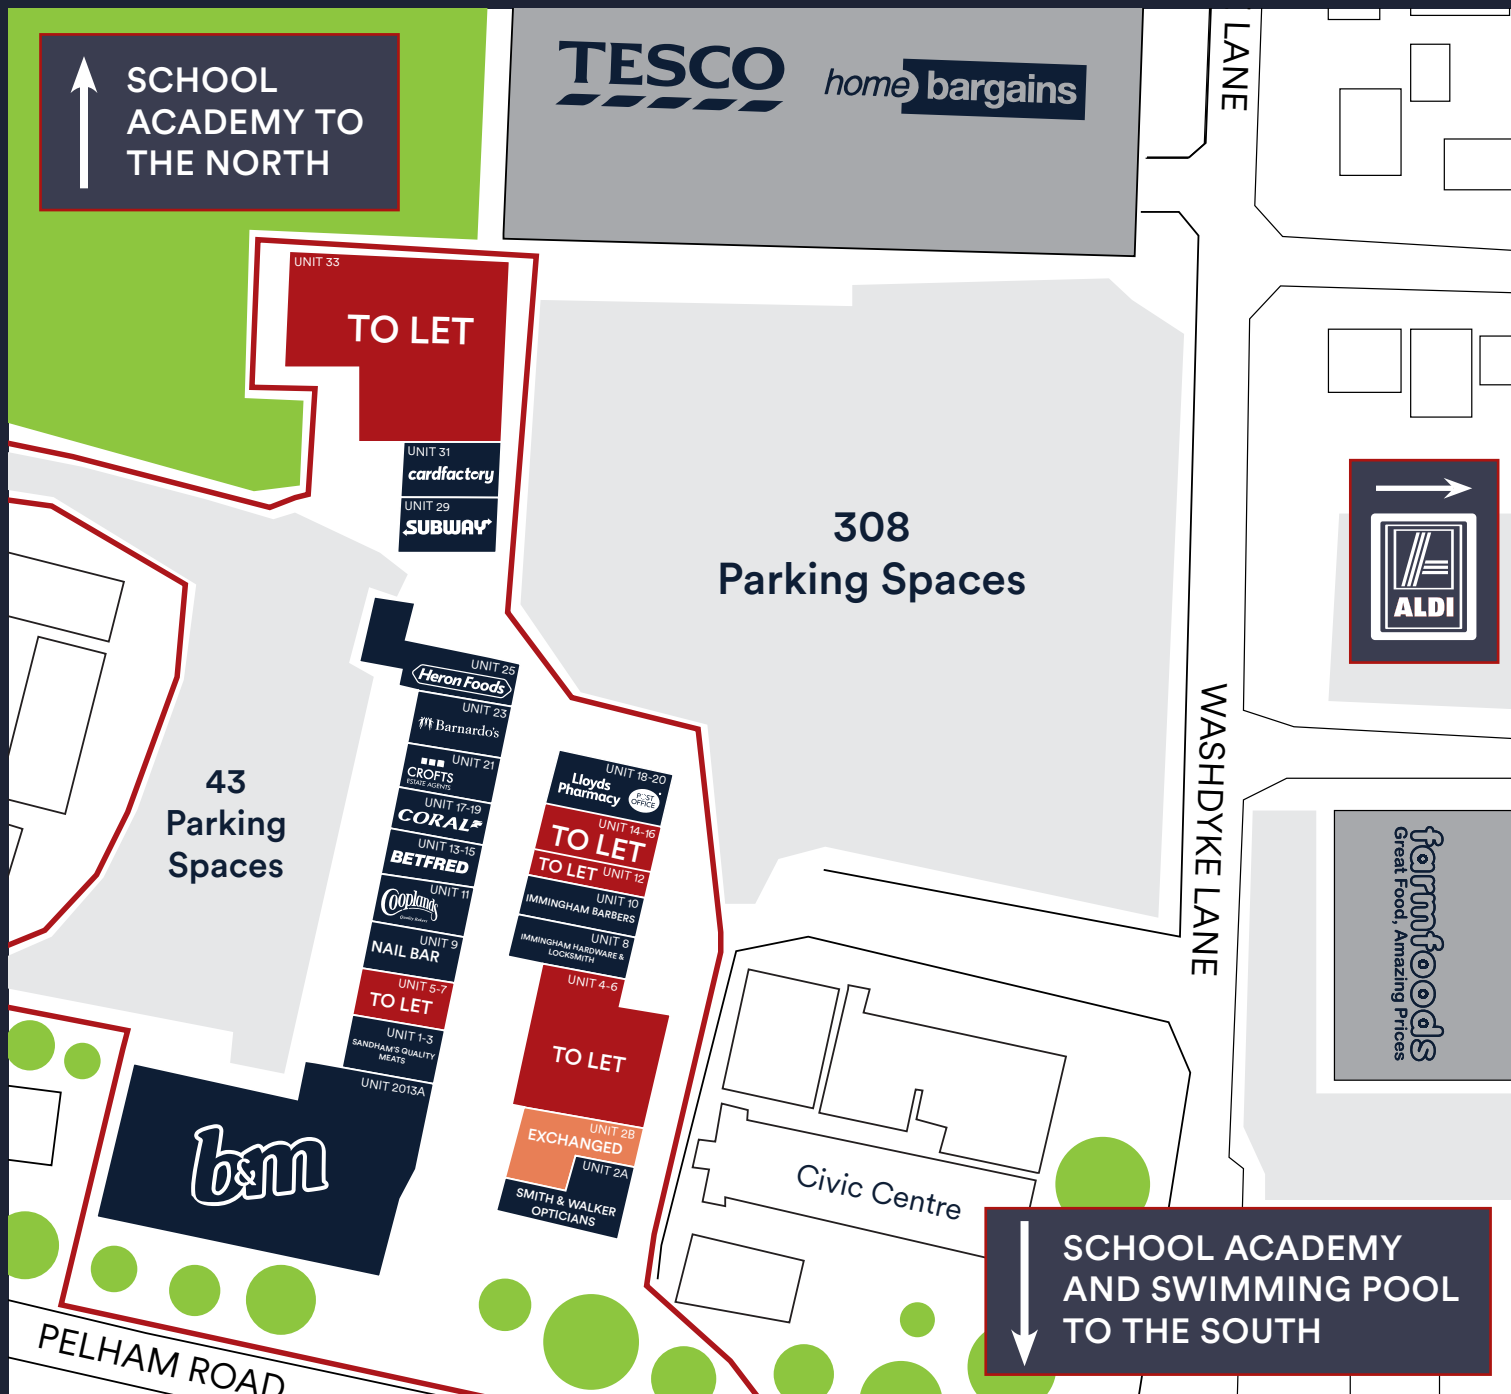 SCHOOL
ACADEMY TO
THE NORTH
TESCO
home bargains
LANE
UNIT 33
TO LET
UNIT 31
cardfactory
UNIT 29
SUBWAY
308
Parking Spaces
ALDI
UNIT 25
Heron Foods
UNIT 23
Barnardo's
UNIT 21
CROFTS
ESTATE AGENTS
UNIT 17-19
CORAL
UNIT 13-15
BETFRED
UNIT 11
Cooplands
Quality Bakers
UNIT 9
NAIL BAR
UNIT 5-7
TO LET
UNIT 1-3
SANDHAM'S QUALITY
MEATS
UNIT 2013A
b&m
43
Parking
Spaces
UNIT 18-20
Lloyds
Pharmacy
POST
OFFICE
UNIT 14-16
TO LET
TO LET UNIT 12
UNIT 10
IMMINGHAM BARBERS
UNIT 8
IMMINGHAM HARDWARE &
LOCKSMITH
UNIT 4-6
TO LET
UNIT 2B
EXCHANGED
UNIT 2A
SMITH & WALKER
OPTICIANS
WASHDYKE LANE
farmfoods
Great Food, Amazing Prices
Civic Centre
SCHOOL ACADEMY
AND SWIMMING POOL
TO THE SOUTH
PELHAM ROAD